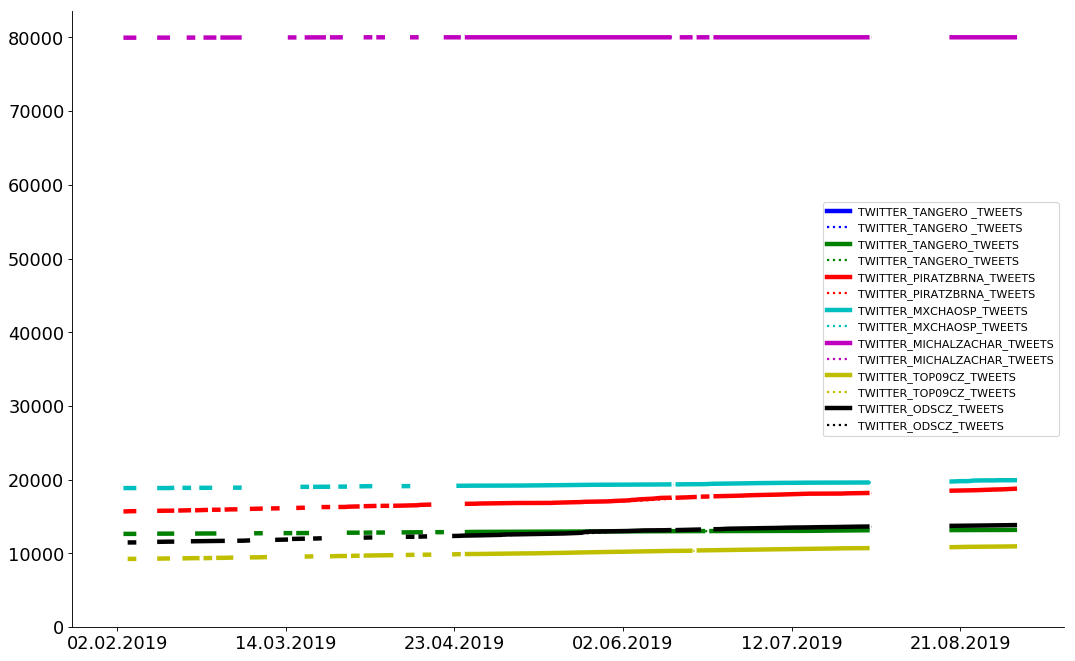 80000
70000
60000
50000
40000
30000
20000
10000
0
02.02.2019 14.03.2019 23.04.2019 02.06.2019 12.07.2019 21.08.2019
TWITTER_TANGERO _TWEETS
TWITTER_TANGERO _TWEETS
TWITTER_TANGERO_TWEETS
TWITTER_TANGERO_TWEETS
TWITTER_PIRATZBRNA_TWEETS
TWITTER_PIRATZBRNA_TWEETS
TWITTER_MXCHAOSP_TWEETS
TWITTER_MXCHAOSP_TWEETS
TWITTER_MICHALZACHAR_TWEETS
TWITTER_MICHALZACHAR_TWEETS
TWITTER_TOP09CZ_TWEETS
TWITTER_TOP09CZ_TWEETS
TWITTER_ODSCZ_TWEETS
TWITTER_ODSCZ_TWEETS